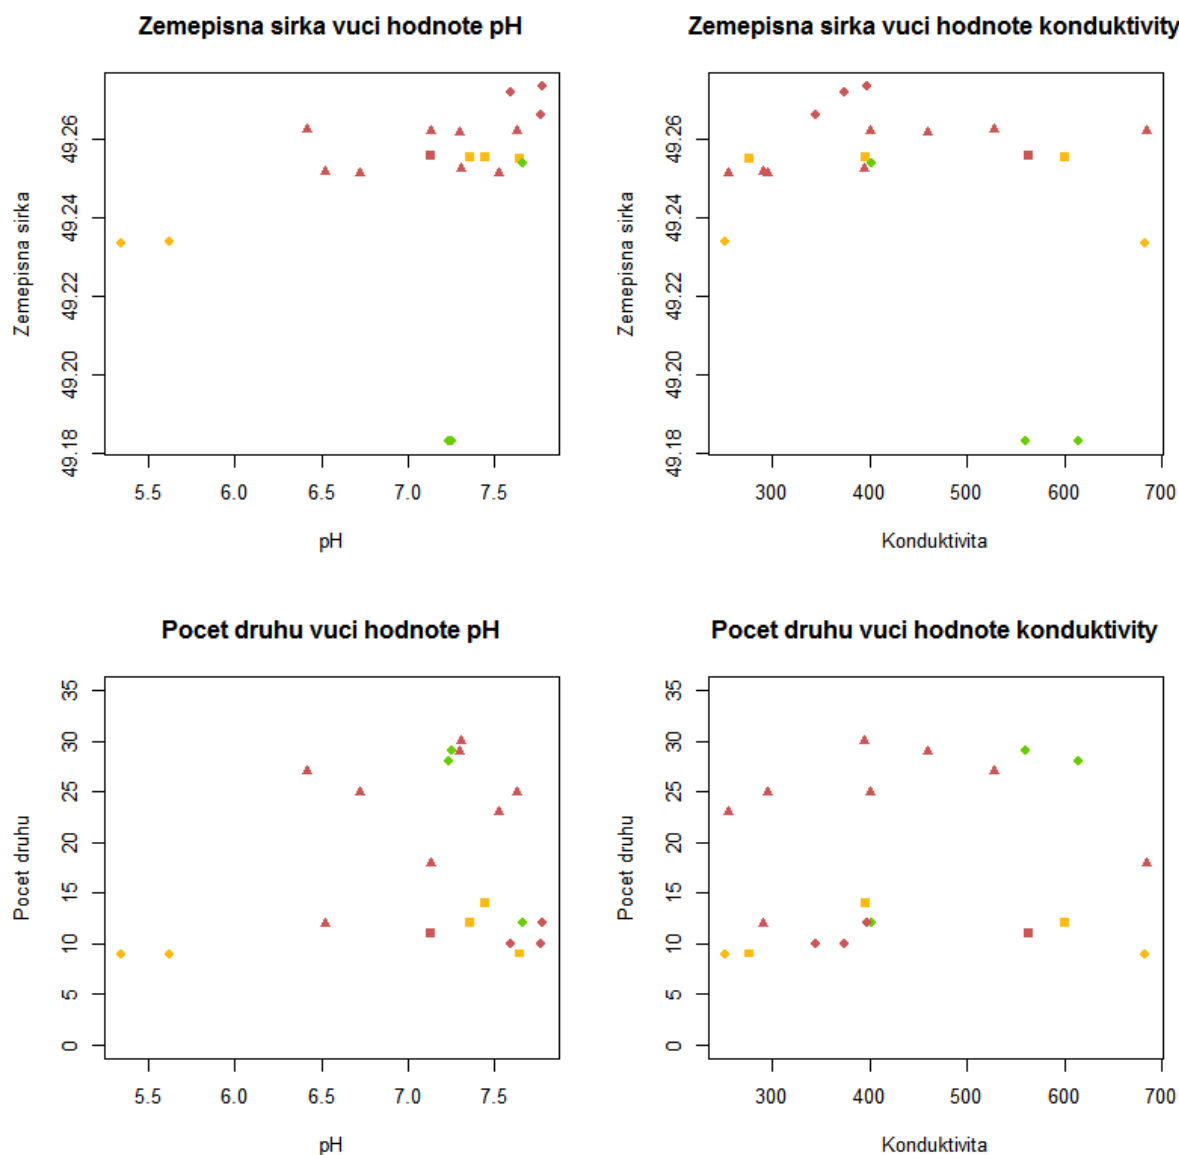 Zemepisna sirka vuci hodnote pH
Zemepisna sirka
49.18 49.20 49.22 49.24 49.26
5.5 6.0 6.5 7.0 7.5
pH
Zemepisna sirka vuci hodnote konduktivity
Zemepisna sirka
49.18 49.20 49.22 49.24 49.26
300 400 500 600 700
Konduktivita
Pocet druhu vuci hodnote pH
Pocet druhu
0 5 10 15 20 25 30 35
5.5 6.0 6.5 7.0 7.5
pH
Pocet druhu vuci hodnote konduktivity
Pocet druhu
0 5 10 15 20 25 30 35
300 400 500 600 700
Konduktivita